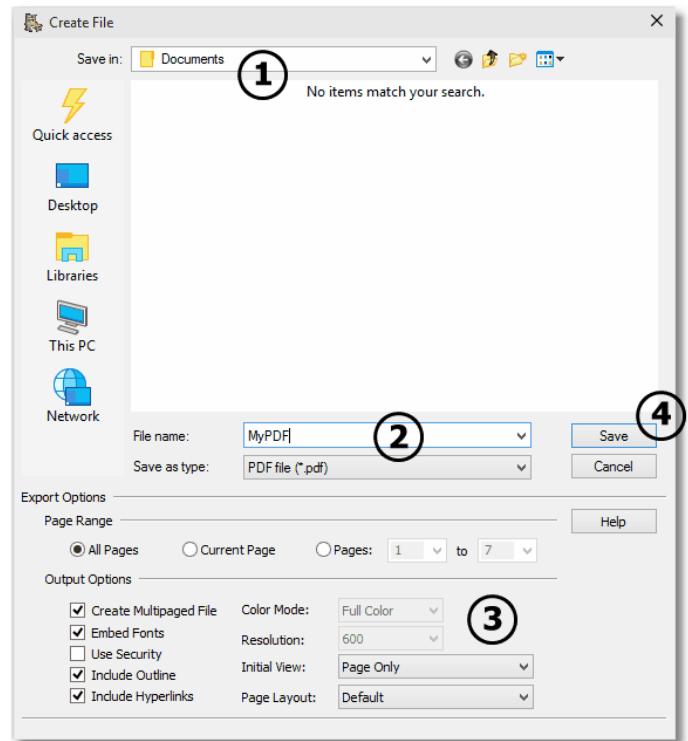 Create File
Save in: Documents
1
No items match your search.
Quick access
Desktop
Libraries
This PC
Network
4
File name: MyPDF 2 Save
Save as type: PDF file (*.pdf) Cancel
Export Options
Page Range Help
All Pages Current Page Pages: 1 to 7
Output Options
Create Multipaged File Color Mode: Full Color
3
Embed Fonts Resolution: 600
Use Security
Initial View: Page Only
Include Outline
Include Hyperlinks Page Layout: Default